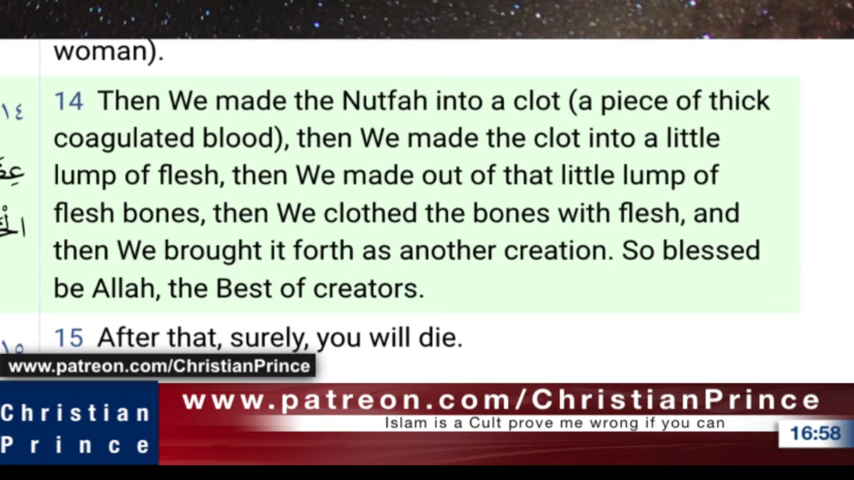 woman).
١٤
14 Then We made the Nutfah into a clot (a piece of thick
coagulated blood), then We made the clot into a little
lump of flesh, then We made out of that little lump of
flesh bones, then We clothed the bones with flesh, and
then We brought it forth as another creation. So blessed
be Allah, the Best of creators.
١٥
15 After that, surely, you will die.
www.patreon.com/ChristianPrince
Christian
Prince
www.patreon.com/ChristianPrince
Islam is a Cult prove me wrong if you can
16:58